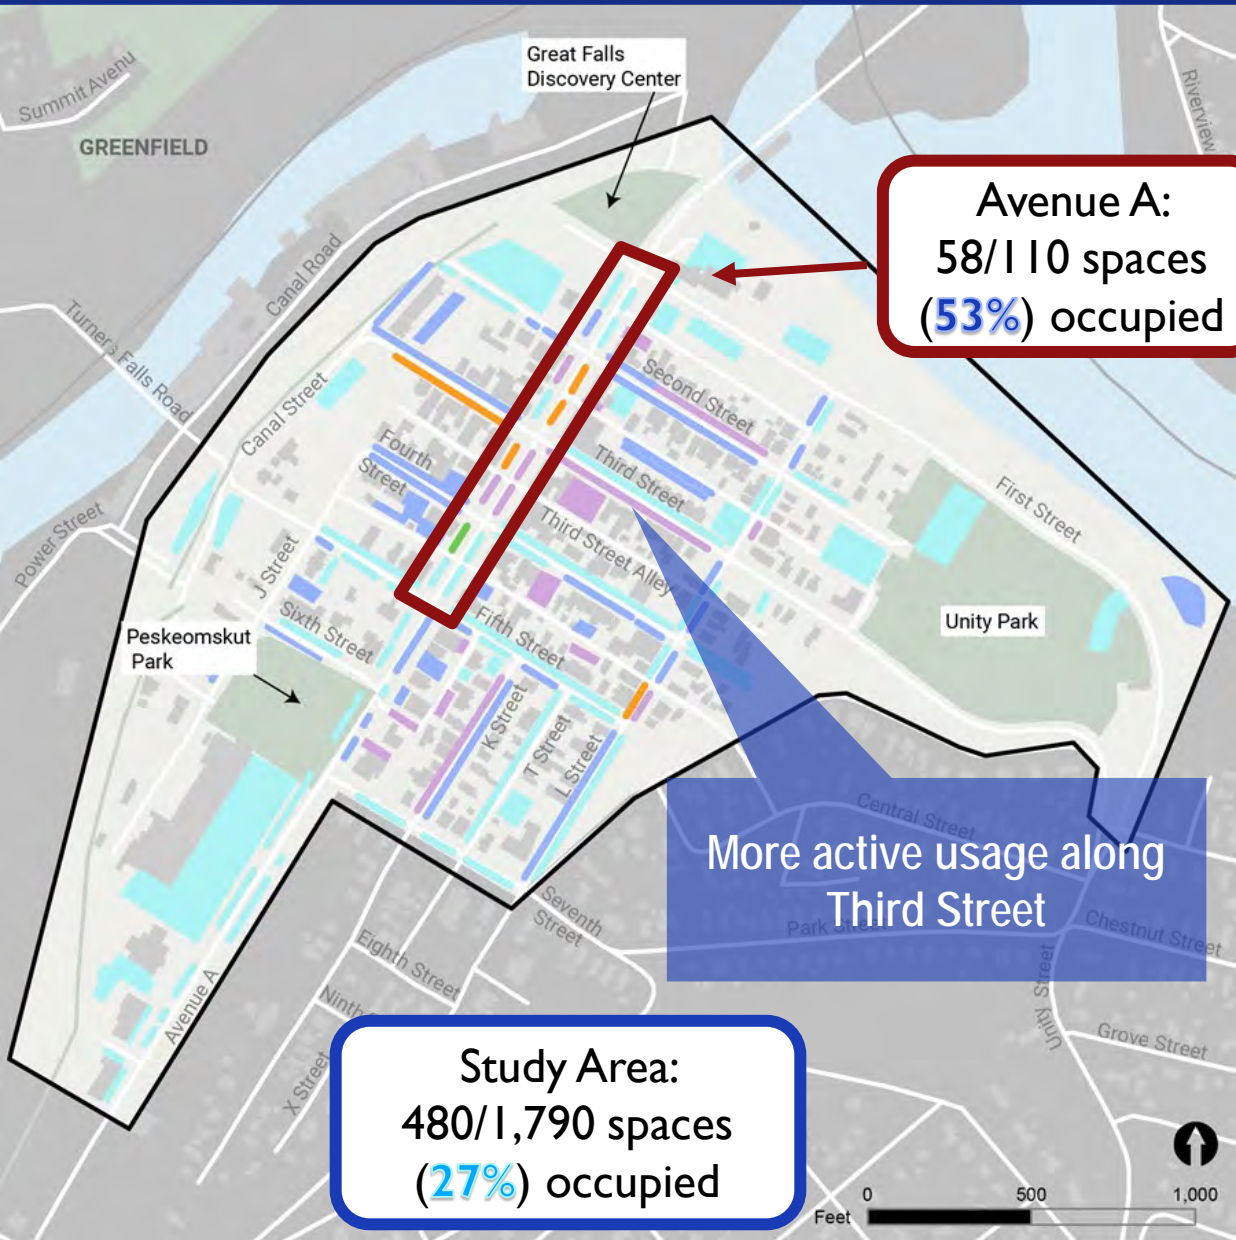 Great Falls
Discovery Center
Summit Avenu
GREENFIELD
Riverview
Avenue A:
58/110 spaces
(53%) occupied
Canal Road
Turners Falls Road
Canal Street
Second Street
Third Street
Fourth
Street
First Street
Third Street Alley
Power Street
J Street
Sixth Street
Fifth Street
Unity Park
Peskeomskut
Park
K Street
T Street
L Street
Central Street
More active usage along
Third Street
Park Street
Chestnut Street
Seventh
Street
Eighth Street
Ninth
Avenue A
X Street
Unity Street
Grove Street
Study Area:
480/1,790 spaces
(27%) occupied
0 500 1,000
Feet